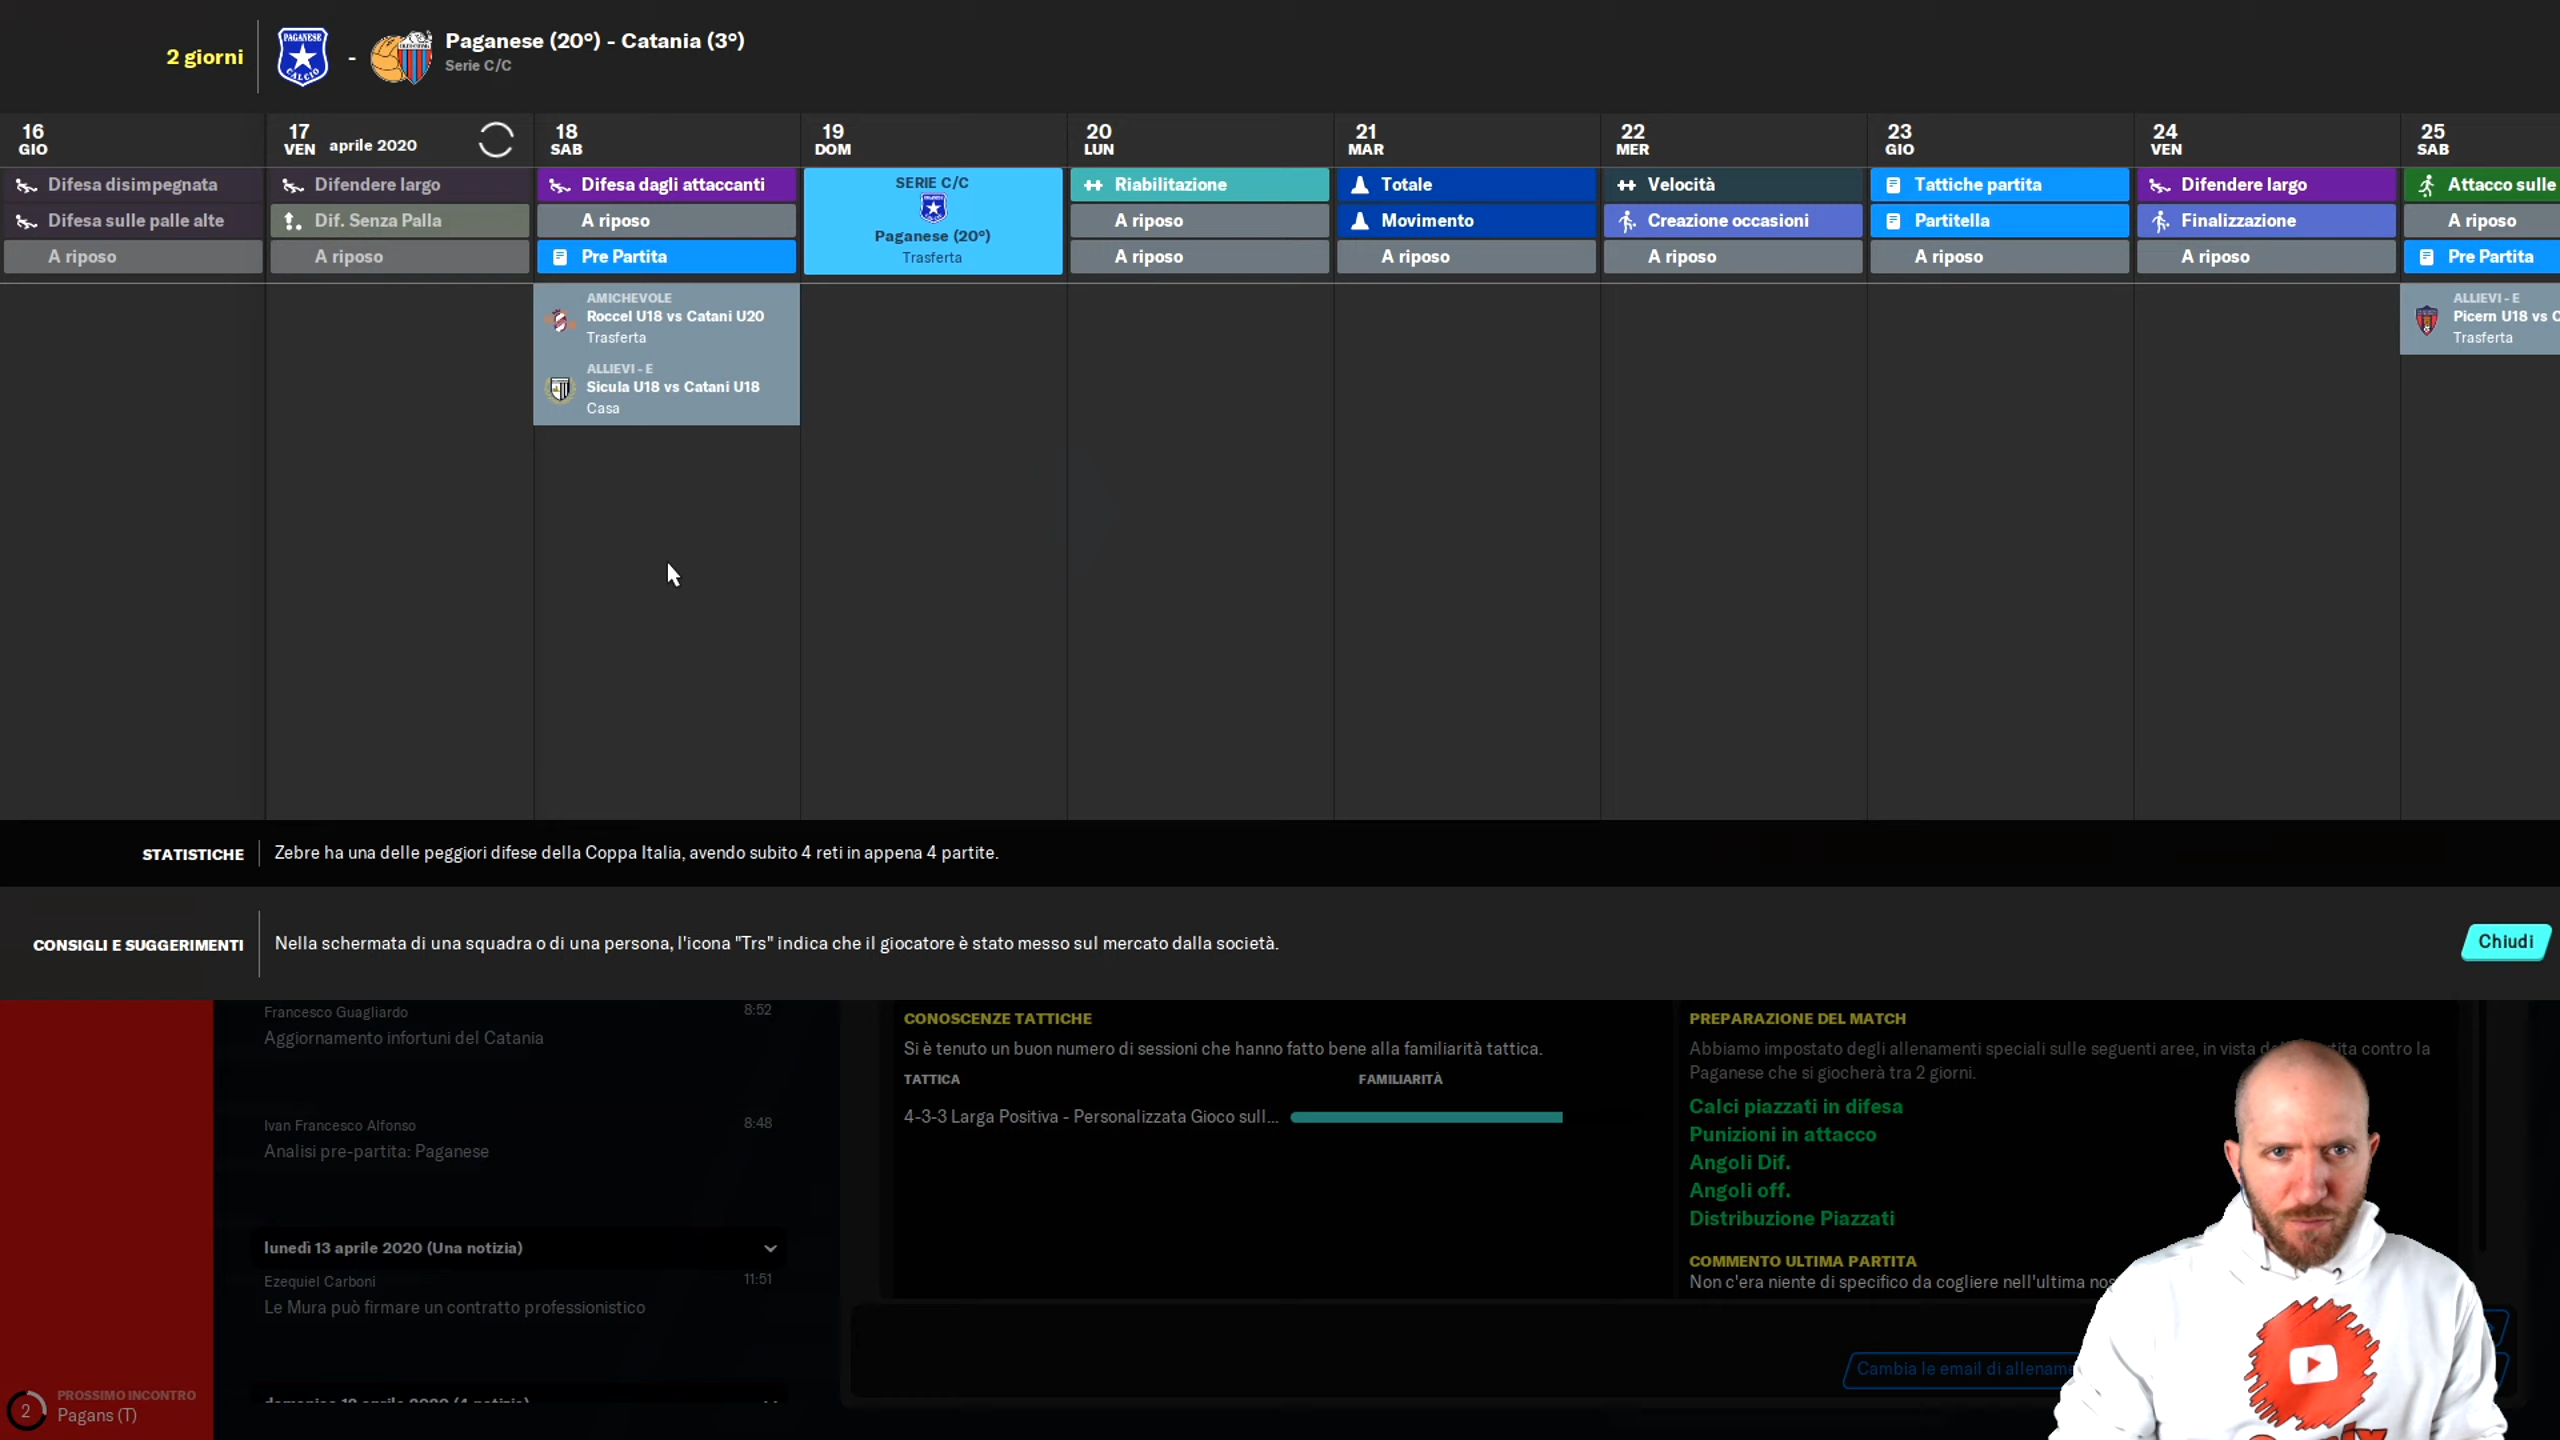 2 giorni
Paganese (20°) - Catania (3°)
Serie C/C
16
GIO
17
VEN aprile 2020
18
SAB
19
DOM
20
LUN
21
MAR
22
MER
23
GIO
24
VEN
25
SAB
Difesa disimpegnata
Difesa sulle palle alte
A riposo
Difendere largo
Dif. Senza Palla
A riposo
Difesa dagli attaccanti
A riposo
Pre Partita
SERIE C/C
Paganese (20°)
Trasferta
Riabilitazione
A riposo
A riposo
Totale
Movimento
A riposo
Velocità
Creazione occasioni
A riposo
Tattiche partita
Partitella
A riposo
Difendere largo
Finalizzazione
A riposo
Attacco sulle
A riposo
Pre Partita
AMICHEVOLE
Roccel U18 vs Catani U20
Trasferta
ALLIEVI - E
Sicula U18 vs Catani U18
Casa
ALLIEVI - E
Picern U18 vs C
Trasferta
STATISTICHE
Zebre ha una delle peggiori difese della Coppa Italia, avendo subito 4 reti in appena 4 partite.
CONSIGLI E SUGGERIMENTI
Nella schermata di una squadra o di una persona, l'icona "Trs" indica che il giocatore è stato messo sul mercato dalla società.
Chiudi
Francesco Guagliardo 8:52
Aggiornamento infortuni del Catania
Ivan Francesco Alfonso 8:48
Analisi pre-partita: Paganese
lunedì 13 aprile 2020 (Una notizia)
Ezequiel Carboni 11:51
Le Mura può firmare un contratto professionistico
PROSSIMO INCONTRO
2 Pagans (T)
CONOSCENZE TATTICHE
Si è tenuto un buon numero di sessioni che hanno fatto bene alla familiarità tattica.
TATTICA FAMILIARITÀ
4-3-3 Larga Positiva - Personalizzata Gioco sull...
PREPARAZIONE DEL MATCH
Abbiamo impostato degli allenamenti speciali sulle seguenti aree, in vista contro la
Paganese che si giocherà tra 2 giorni.
Calci piazzati in difesa
Punizioni in attacco
Angoli Dif.
Angoli off.
Distribuzione Piazzati
COMMENTO ULTIMA PARTITA
Non c'era niente di specifico da cogliere nell'ultima
Cambia le email di